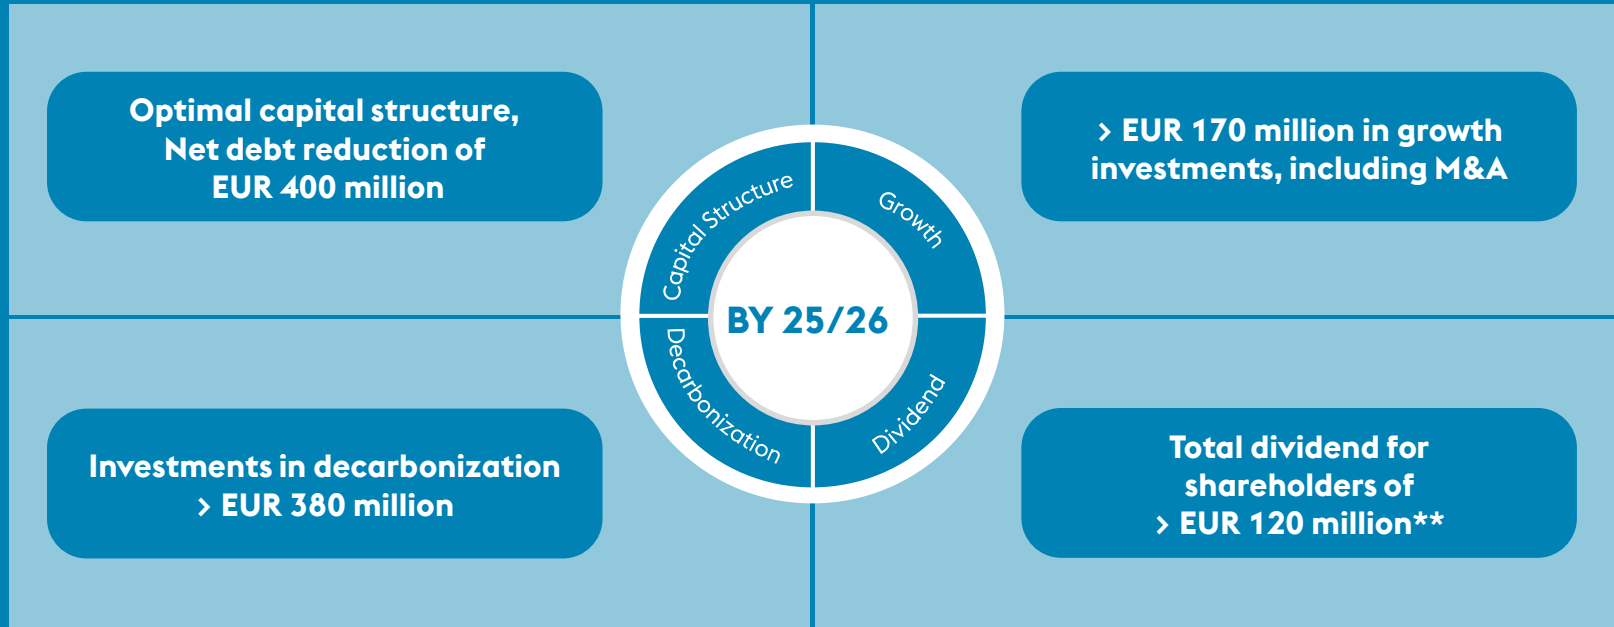 Optimal capital structure,
Net debt reduction of
EUR 400 million
> EUR 170 million in growth
investments, including M&A
Capital Structure
Growth
BY 25/26
Decarbonization
Dividend
Investments in decarbonization
> EUR 380 million
Total dividend for
shareholders of
> EUR 120 million**